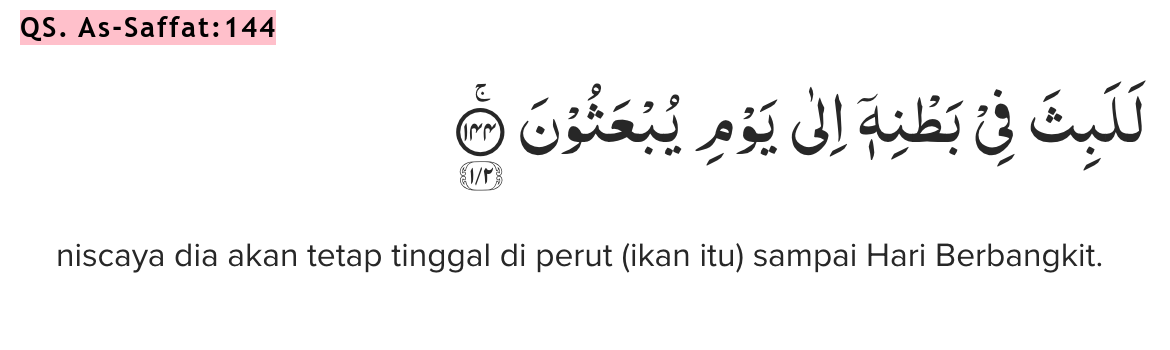 QS. As-Saffat:144
لَلَبِثَ فِيْ بَطْنِهٖٓ اِلٰى يَوْمِ يُبْعَثُوْنَ ۚ ١٤٤
١/٢
niscaya dia akan tetap tinggal di perut (ikan itu) sampai Hari Berbangkit.